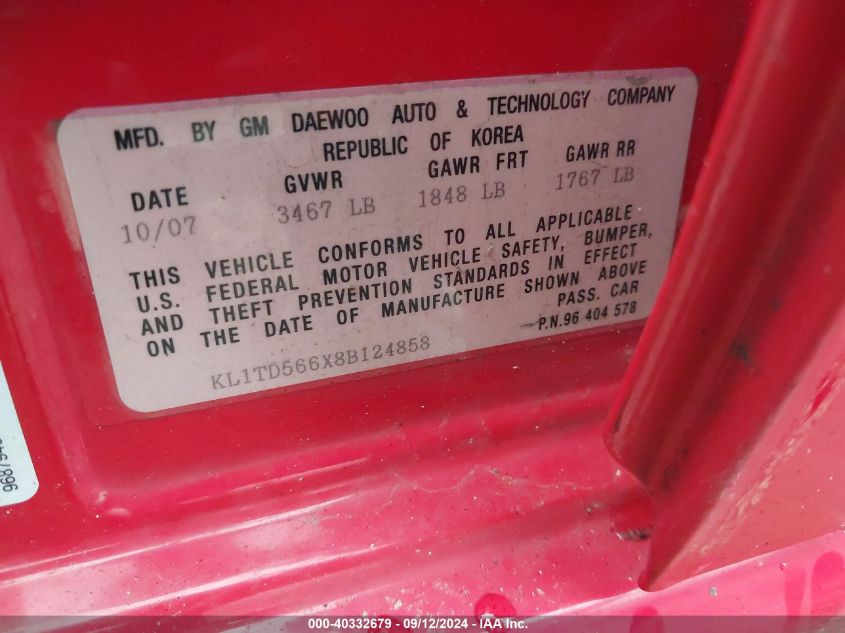 MFD. BY GM DAEWOO AUTO & TECHNOLOGY COMPANY
REPUBLIC OF KOREA
DATE GVWR GAWR FRT GAWR RR
10/07 3467 LB 1848 LB 1767 LB
THIS VEHICLE CONFORMS TO ALL APPLICABLE
U.S. FEDERAL MOTOR VEHICLE SAFETY, BUMPER,
AND THEFT PREVENTION STANDARDS IN EFFECT
ON THE DATE OF MANUFACTURE SHOWN ABOVE
PASS. CAR
P.N.96 404 578
KL1TD566X8B124858
000-40332679 - 09/12/2024 - IAA Inc.